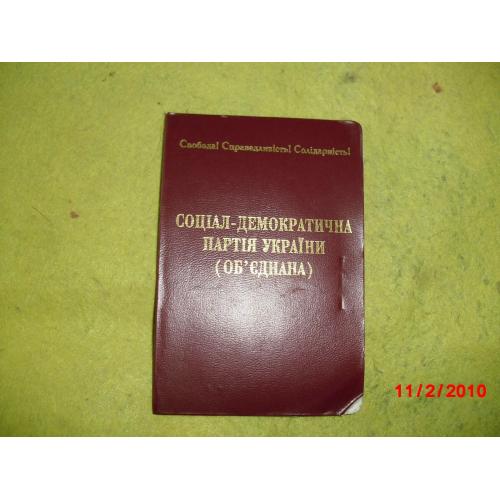 Свобода! Справедливість! Солідарність!
СОЦІАЛ-ДЕМОКРАТИЧНА
ПАРТІЯ УКРАЇНИ
(ОБ'ЄДНАНА)
11/2/2010